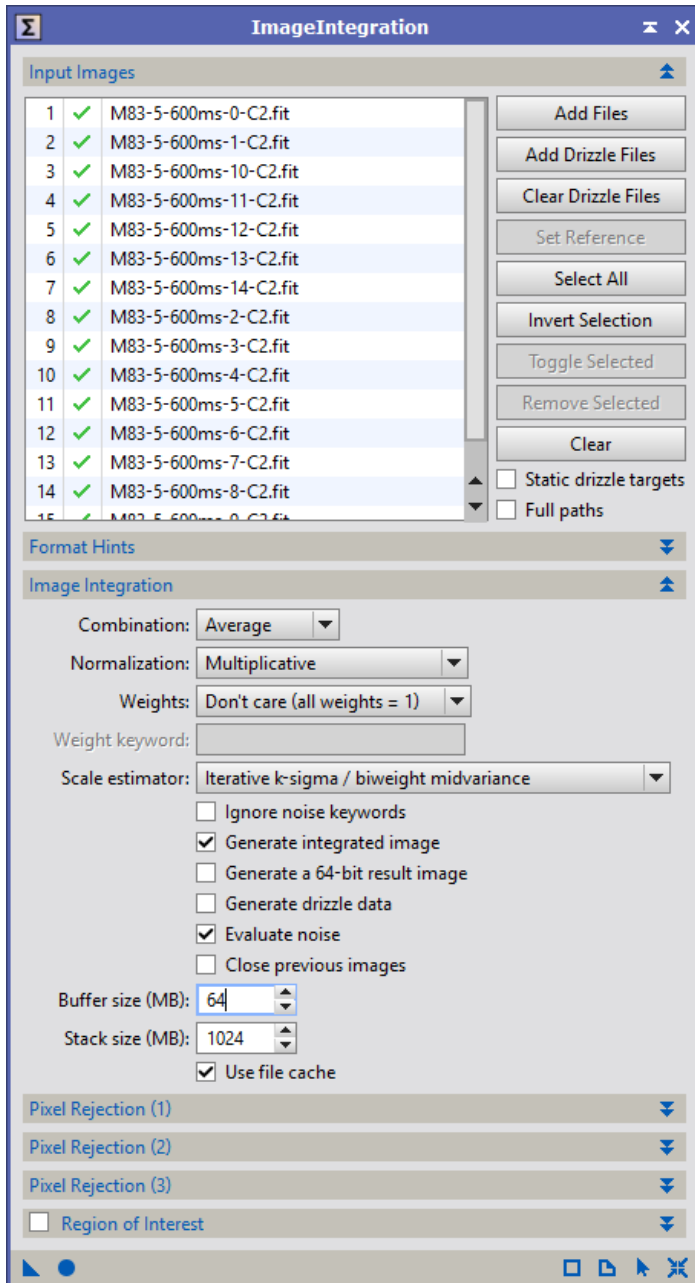 Σ ImageIntegration
Input Images
1 ✓ M83-5-600ms-0-C2.fit
2 ✓ M83-5-600ms-1-C2.fit
3 ✓ M83-5-600ms-10-C2.fit
4 ✓ M83-5-600ms-11-C2.fit
5 ✓ M83-5-600ms-12-C2.fit
6 ✓ M83-5-600ms-13-C2.fit
7 ✓ M83-5-600ms-14-C2.fit
8 ✓ M83-5-600ms-2-C2.fit
9 ✓ M83-5-600ms-3-C2.fit
10 ✓ M83-5-600ms-4-C2.fit
11 ✓ M83-5-600ms-5-C2.fit
12 ✓ M83-5-600ms-6-C2.fit
13 ✓ M83-5-600ms-7-C2.fit
14 ✓ M83-5-600ms-8-C2.fit
15 ✓ M83-5-600ms-9-C2.fit
Add Files
Add Drizzle Files
Clear Drizzle Files
Set Reference
Select All
Invert Selection
Toggle Selected
Remove Selected
Clear
Static drizzle targets
Full paths
Format Hints
Image Integration
Combination: Average
Normalization: Multiplicative
Weights: Don't care (all weights = 1)
Weight keyword:
Scale estimator: Iterative k-sigma / biweight midvariance
Ignore noise keywords
Generate integrated image
Generate a 64-bit result image
Generate drizzle data
Evaluate noise
Close previous images
Buffer size (MB): 64
Stack size (MB): 1024
Use file cache
Pixel Rejection (1)
Pixel Rejection (2)
Pixel Rejection (3)
Region of Interest